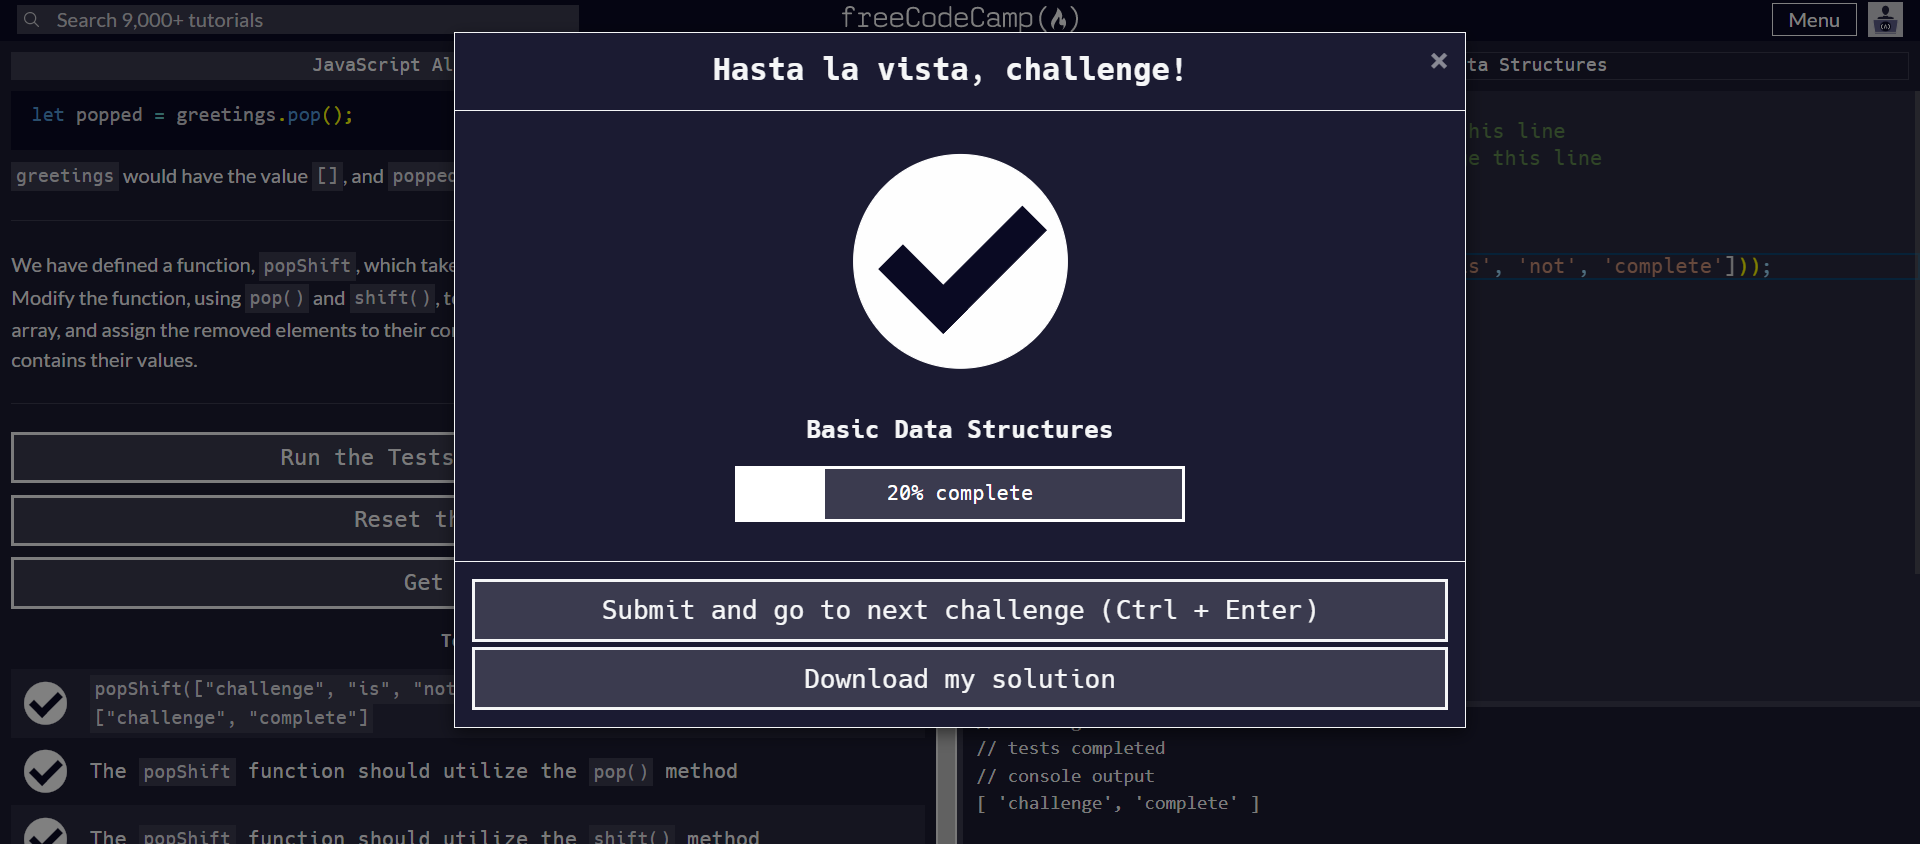 Search 9,000+ tutorials
freeCodeCamp(🔥)
Menu
JavaScript Al
ta Structures
let popped = greetings.pop();
greetings would have the value [], and popped
We have defined a function, popShift, which take
Modify the function, using pop() and shift(), t
array, and assign the removed elements to their co
contains their values.
Run the Tests
Reset th
Get
T
popShift(["challenge", "is", "not
["challenge", "complete"]
The popShift function should utilize the pop() method
The popShift function should utilize the shift() method
Hasta la vista, challenge!
×
Basic Data Structures
20% complete
Submit and go to next challenge (Ctrl + Enter)
Download my solution
his line
e this line
s', 'not', 'complete']));
// tests completed
// console output
[ 'challenge', 'complete' ]